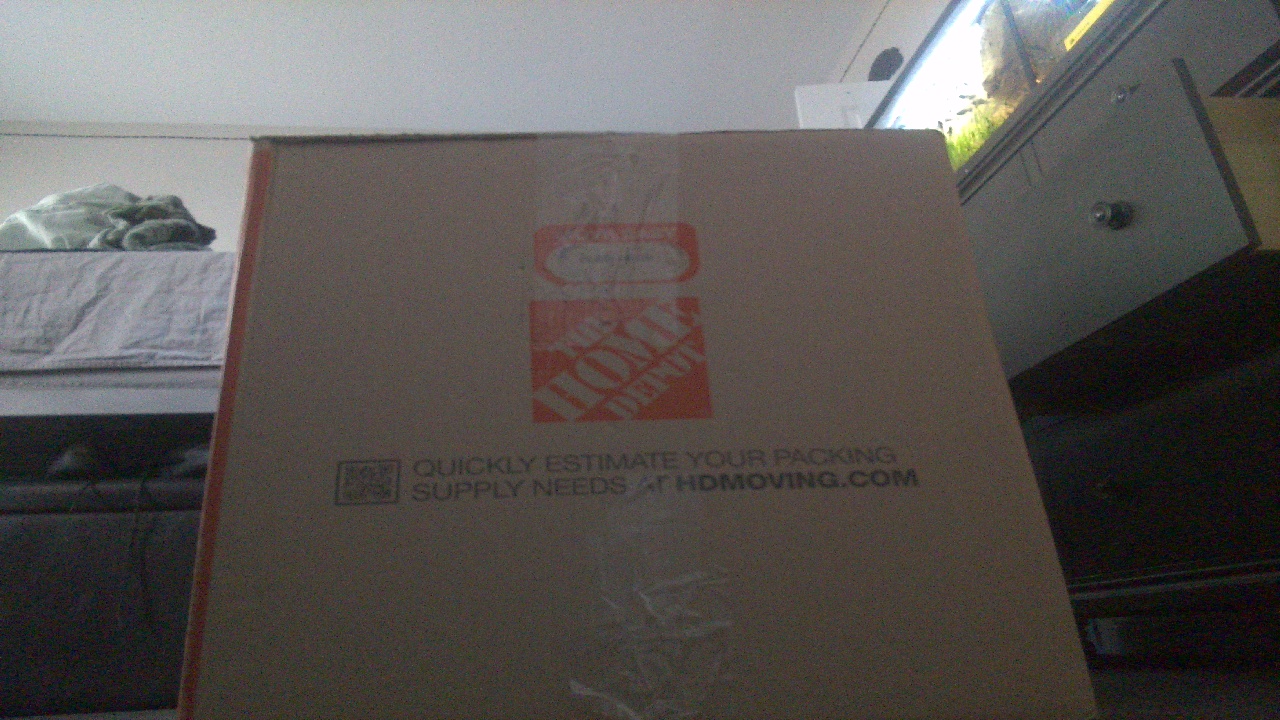 THE
HOME
DEPOT
QUICKLY ESTIMATE YOUR PACKING
SUPPLY NEEDS AT HDMOVING.COM